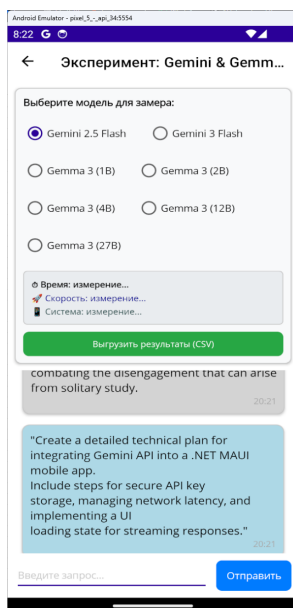 Android Emulator - pixel_5_-_api_34:5554
8:22 G
Эксперимент: Gemini & Gemm...
Выберите модель для замера:
Gemini 2.5 Flash
Gemini 3 Flash
Gemma 3 (1B)
Gemma 3 (2B)
Gemma 3 (4B)
Gemma 3 (12B)
Gemma 3 (27B)
Время: измерение...
Скорость: измерение...
Система: измерение...
Выгрузить результаты (CSV)
combating the disengagement that can arise
from solitary study.
20:21
"Create a detailed technical plan for
integrating Gemini API into a .NET MAUI
mobile app.
Include steps for secure API key
storage, managing network latency, and
implementing a UI
loading state for streaming responses."
20:21
Введите запрос...
Отправить